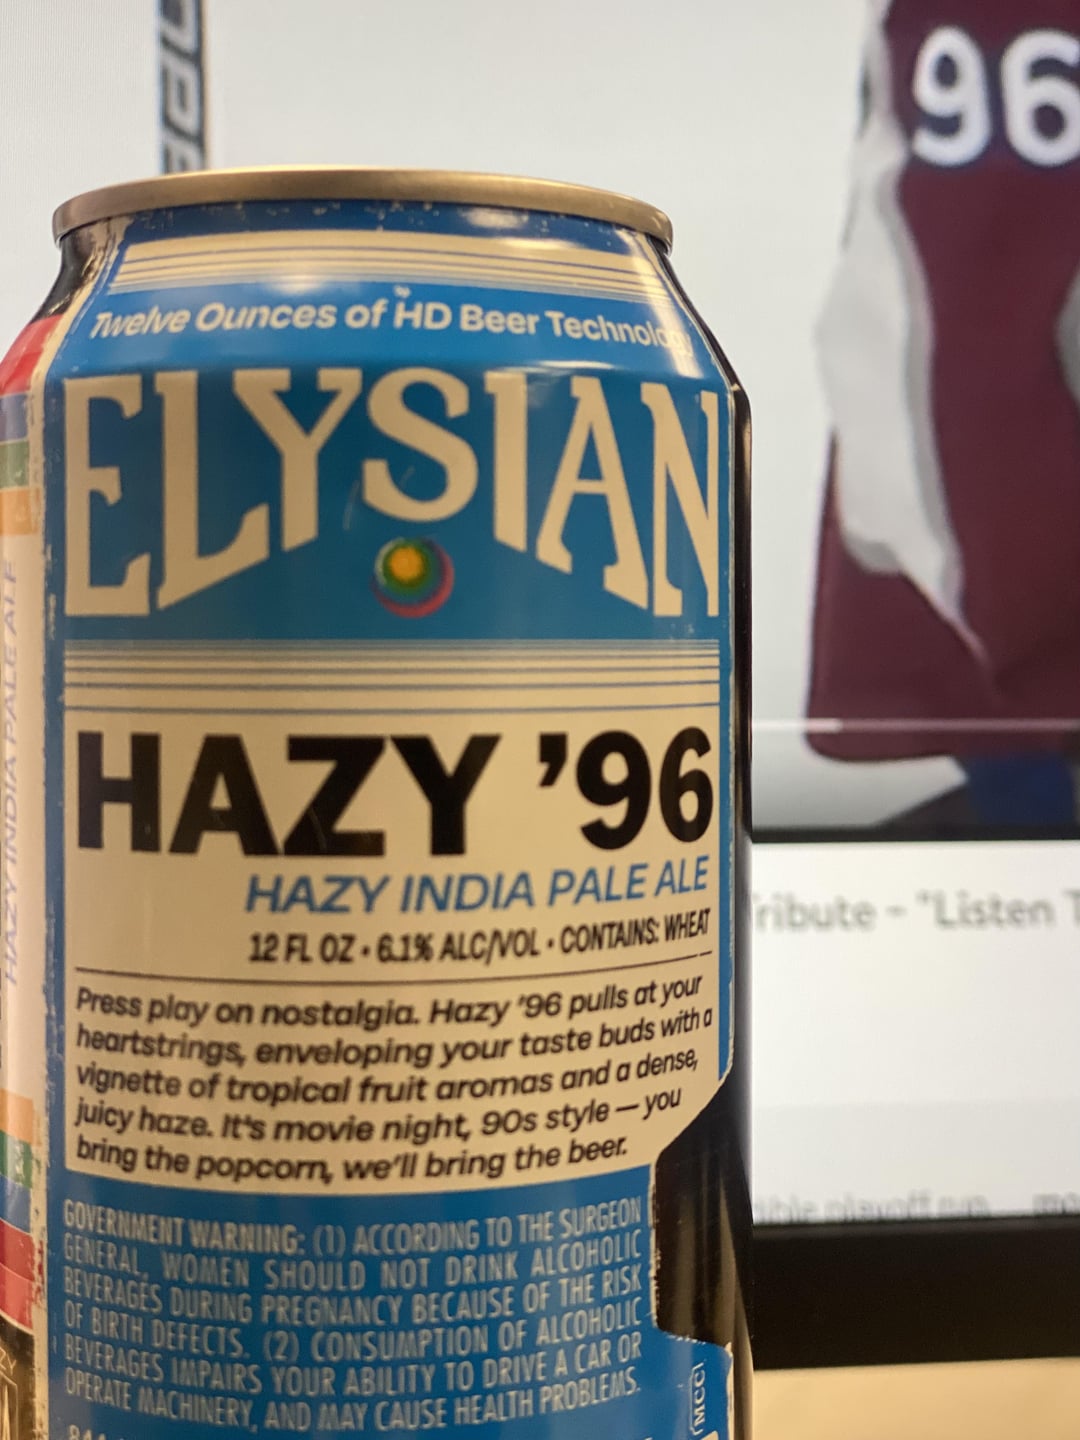 96
Twelve Ounces of HD Beer
ELYSIAN
HAZY '96
HAZY INDIA PALE ALE
12 FL OZ • 6.1% ALC/VOL • CONTAINS: WHEAT
Press play on nostalgia. Hazy '96 pulls at your
heartstrings, enveloping your taste buds with a
vignette of tropical fruit aromas and a dense,
juicy haze. It's movie night, 90s style — you
bring the popcorn, we'll bring the beer.
GOVERNMENT WARNING: (1) ACCORDING TO THE SURGEON
GENERAL, WOMEN SHOULD NOT DRINK ALCOHOLIC
BEVERAGES DURING PREGNANCY BECAUSE OF THE RISK
OF BIRTH DEFECTS. (2) CONSUMPTION OF ALCOHOLIC
BEVERAGES IMPAIRS YOUR ABILITY TO DRIVE A CAR OR
OPERATE MACHINERY, AND MAY CAUSE HEALTH PROBLEMS.
MCC
HAZY INDIA PALE ALE
ribute - "Listen T
playoff run